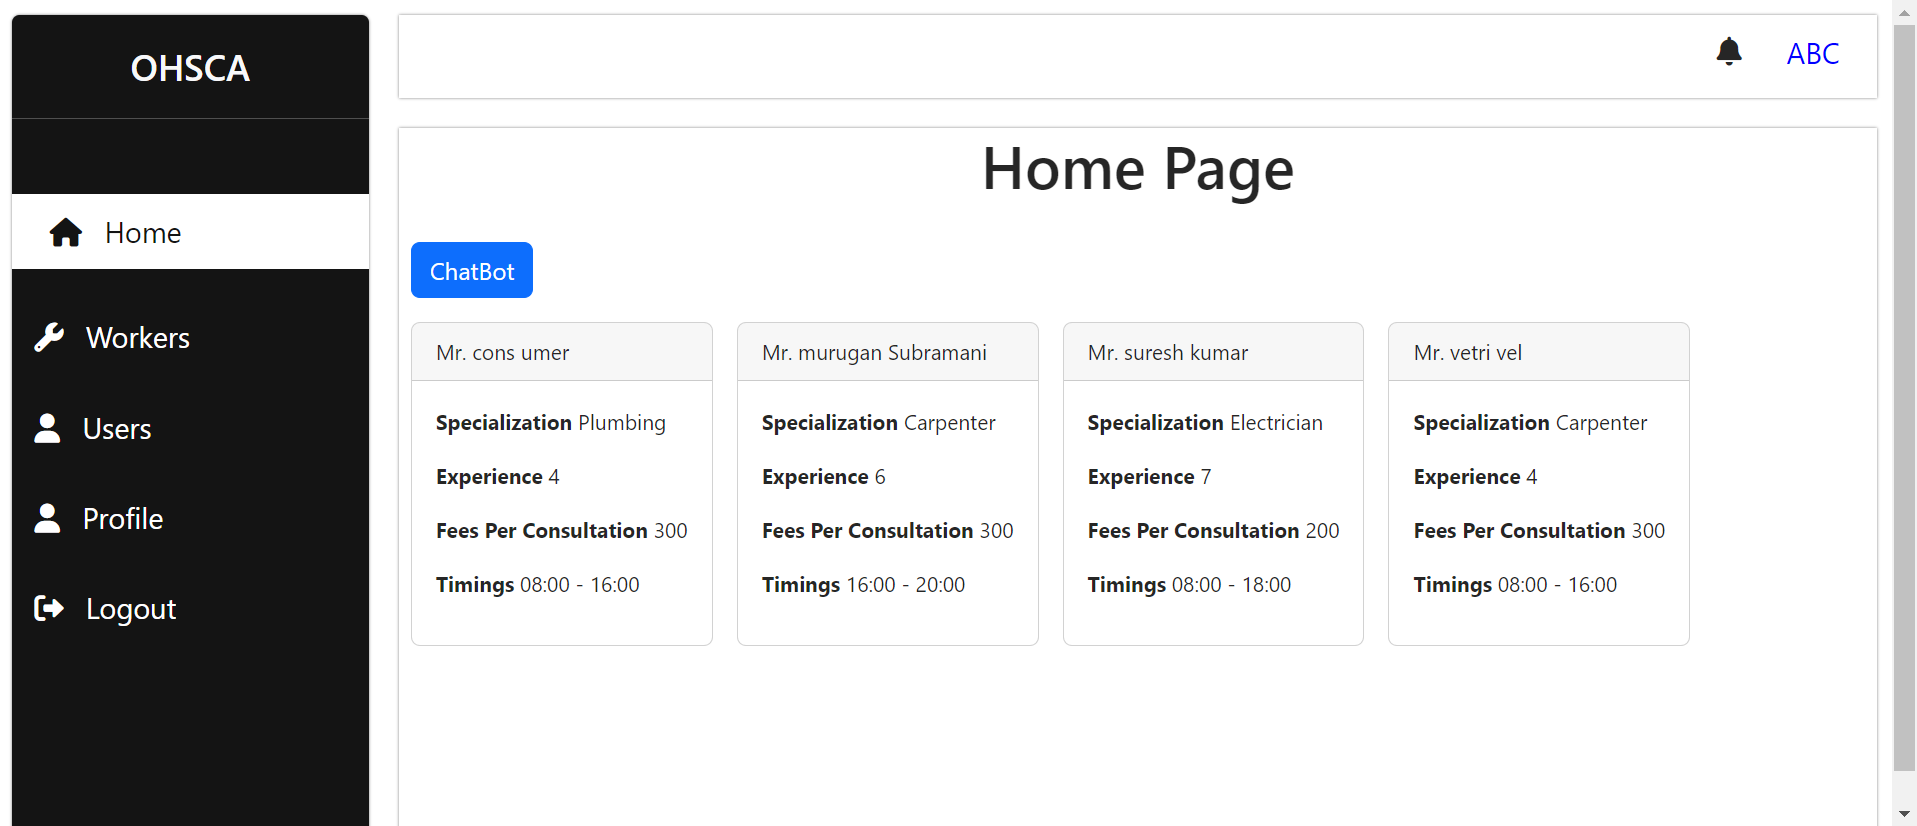 OHSCA
Home
Workers
Users
Profile
Logout
ABC
Home Page
ChatBot
Mr. cons umer
Specialization Plumbing
Experience 4
Fees Per Consultation 300
Timings 08:00 - 16:00
Mr. murugan Subramani
Specialization Carpenter
Experience 6
Fees Per Consultation 300
Timings 16:00 - 20:00
Mr. suresh kumar
Specialization Electrician
Experience 7
Fees Per Consultation 200
Timings 08:00 - 18:00
Mr. vetri vel
Specialization Carpenter
Experience 4
Fees Per Consultation 300
Timings 08:00 - 16:00